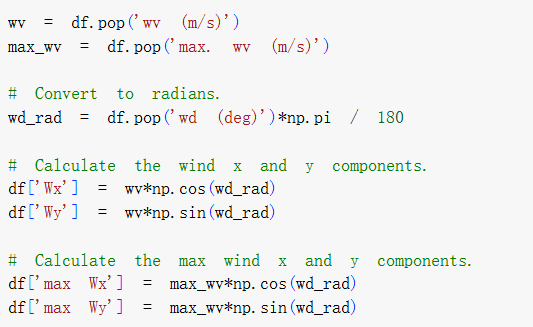 wv = df.pop('wv (m/s)')
max_wv = df.pop('max. wv (m/s)')
# Convert to radians.
wd_rad = df.pop('wd (deg)')*np.pi / 180
# Calculate the wind x and y components.
df['Wx'] = wv*np.cos(wd_rad)
df['Wy'] = wv*np.sin(wd_rad)
# Calculate the max wind x and y components.
df['max Wx'] = max_wv*np.cos(wd_rad)
df['max Wy'] = max_wv*np.sin(wd_rad)